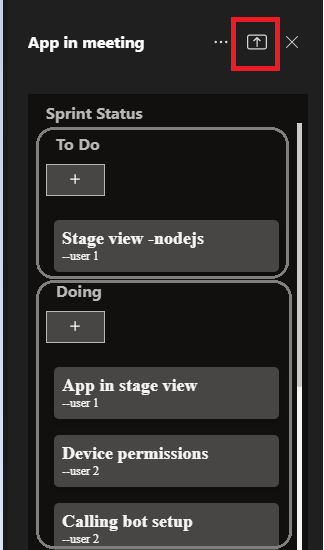 App in meeting
Sprint Status
To Do
+
Stage view -nodejs
--user 1
Doing
+
App in stage view
--user 1
Device permissions
--user 2
Calling bot setup
--user 2